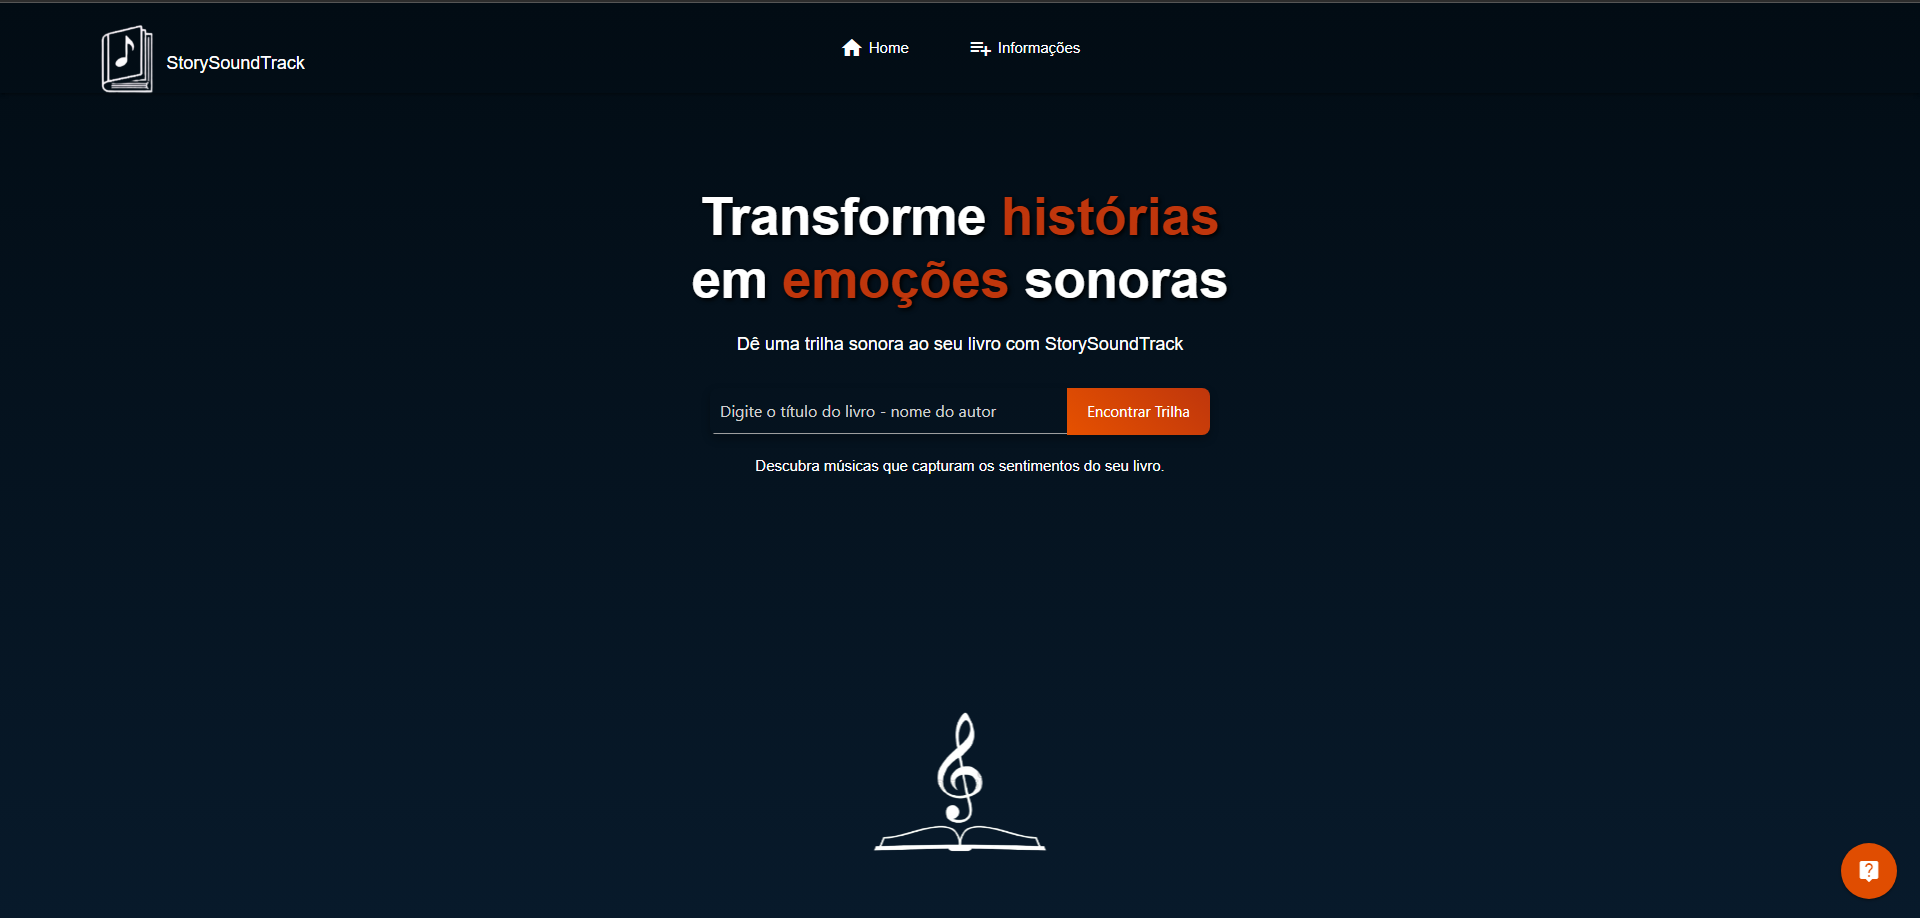 StorySoundTrack
Home
Informações
Transforme histórias
em emoções sonoras
Dê uma trilha sonora ao seu livro com StorySoundTrack
Digite o título do livro - nome do autor
Encontrar Trilha
Descubra músicas que capturam os sentimentos do seu livro.
?